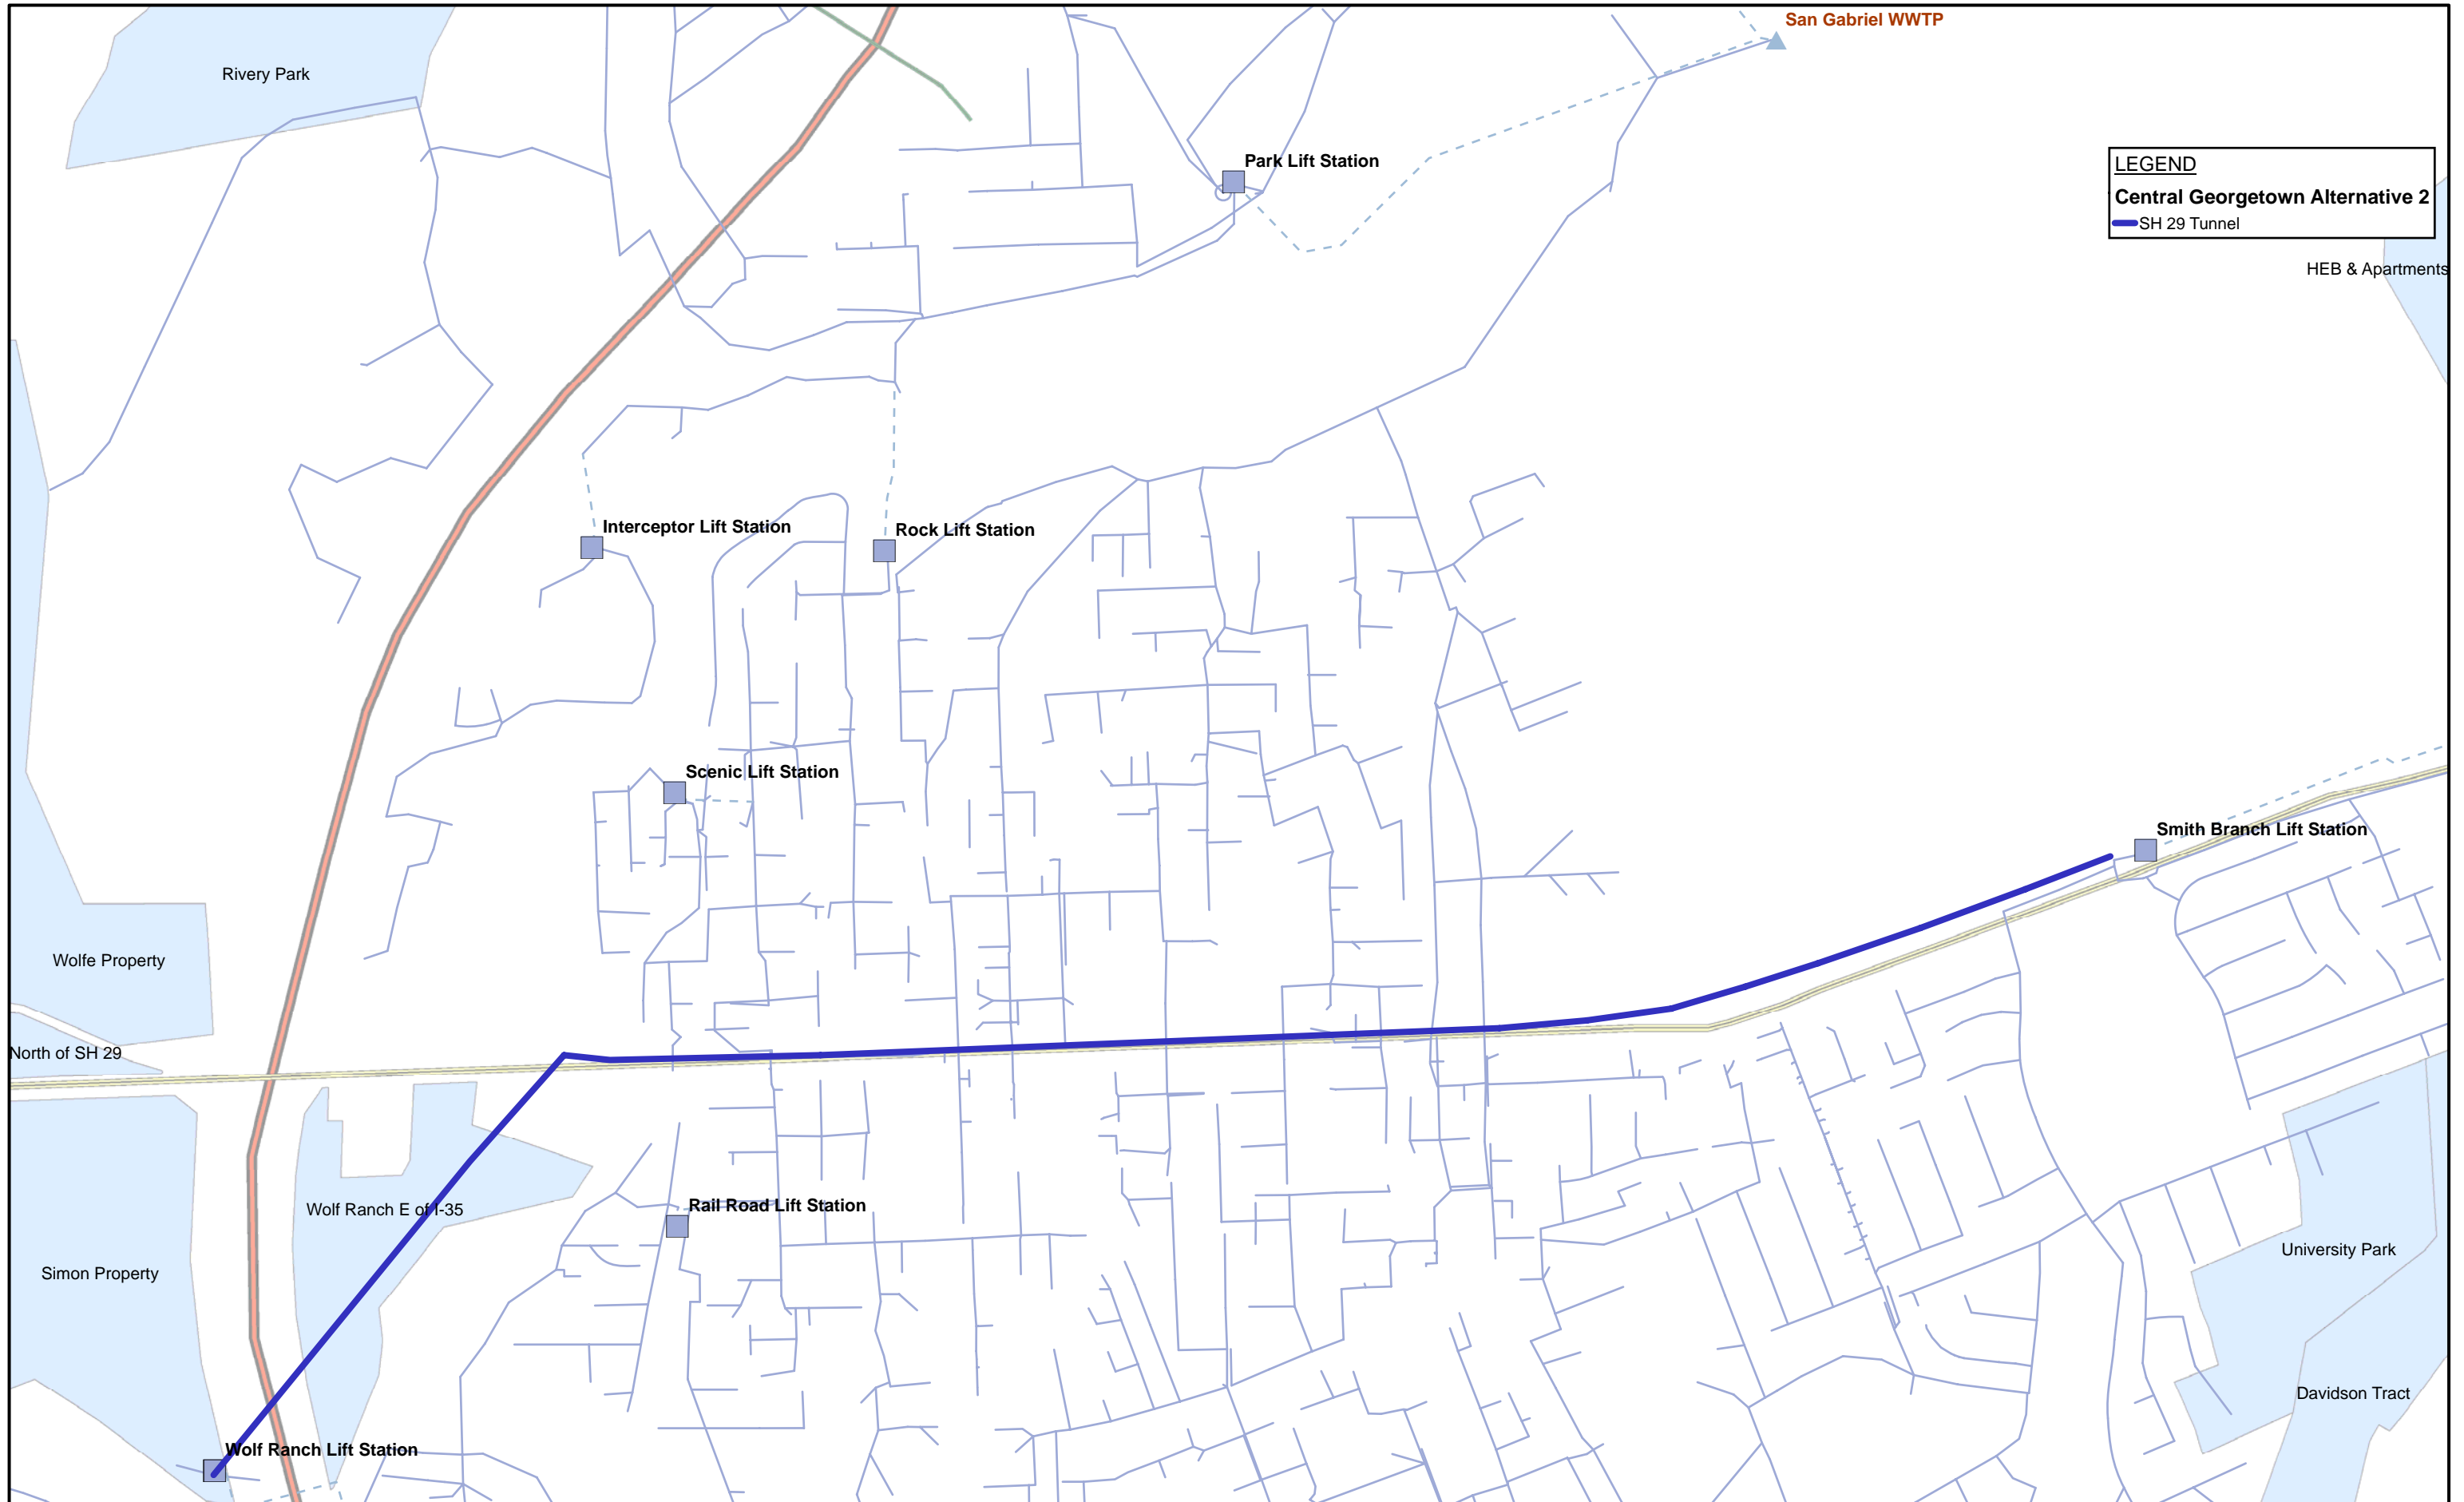 San Gabriel WWTP
Rivery Park
Park Lift Station
LEGEND
Central Georgetown Alternative 2
SH 29 Tunnel
HEB & Apartments
Interceptor Lift Station
Rock Lift Station
Scenic Lift Station
Smith Branch Lift Station
Wolfe Property
North of SH 29
Rail Road Lift Station
Wolf Ranch E of I-35
University Park
Simon Property
Davidson Tract
Wolf Ranch Lift Station